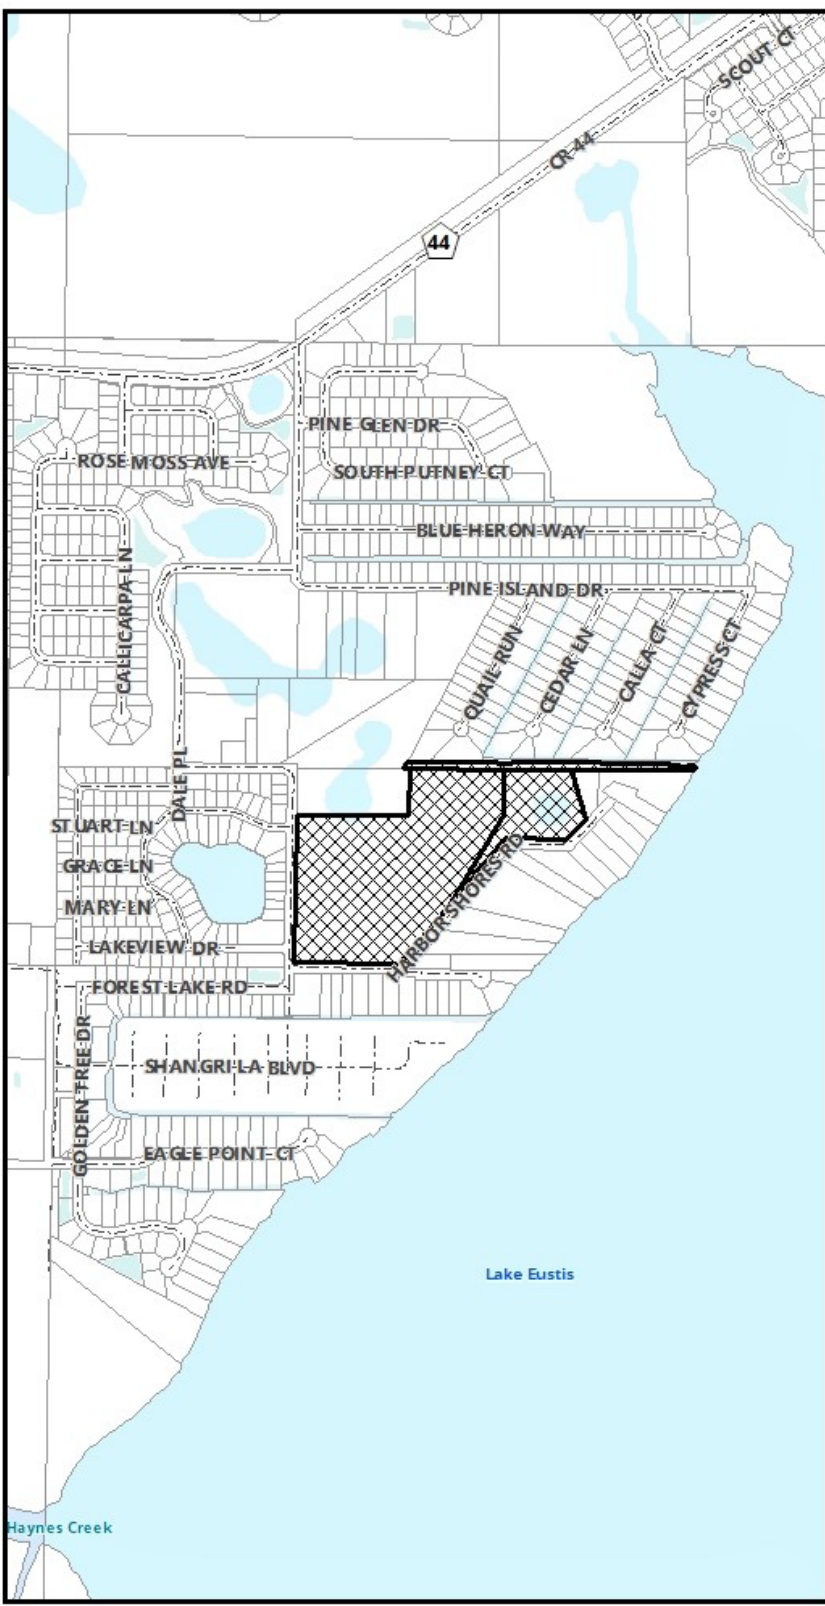 SCOUT CT
CR 44
44
PINE GLEN DR
ROSE MOSS AVE
SOUTH PUTNEY CT
BLUE HERON WAY
PINE ISLAND DR
CALLICARPA LN
QUAIL RUN
CEDAR LN
CALLA CT
CYPRESS CT
DALE PL
STUART LN
GRACE LN
MARY LN
HARBOR SHORES RD
LAKEVIEW DR
FOREST LAKE RD
GOLDEN TREE DR
SHANGRI LA BLVD
EAGLE POINT CT
Lake Eustis
Haynes Creek